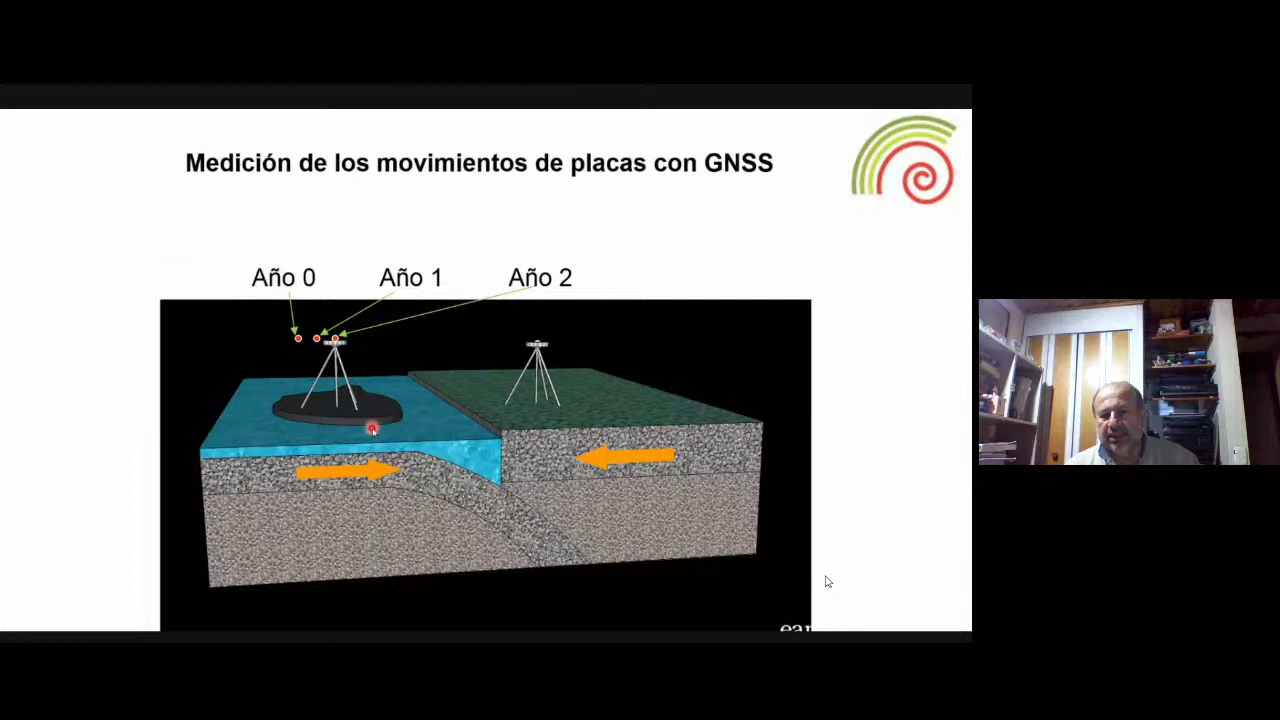 Medición de los movimientos de placas con GNSS
Año 0 Año 1 Año 2